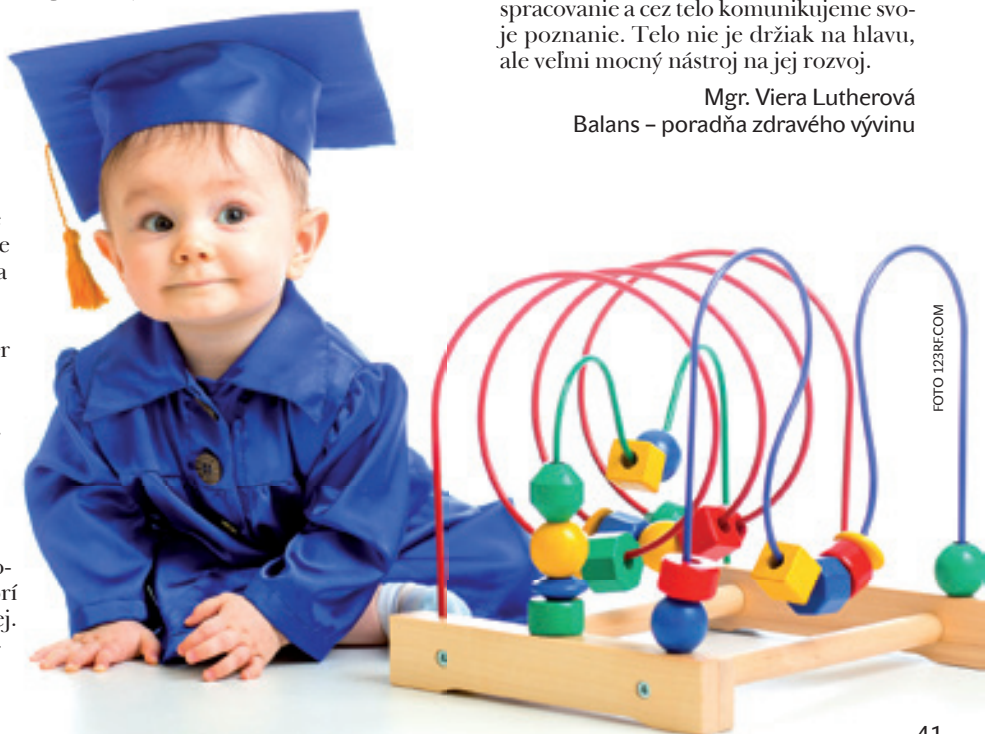 spracovanie a cez telo komunikujeme svo-
je poznanie. Telo nie je držiak na hlavu,
ale veľmi mocný nástroj na jej rozvoj.
Mgr. Viera Lutherová
Balans – poradňa zdravého vývinu
FOTO 123RF.COM